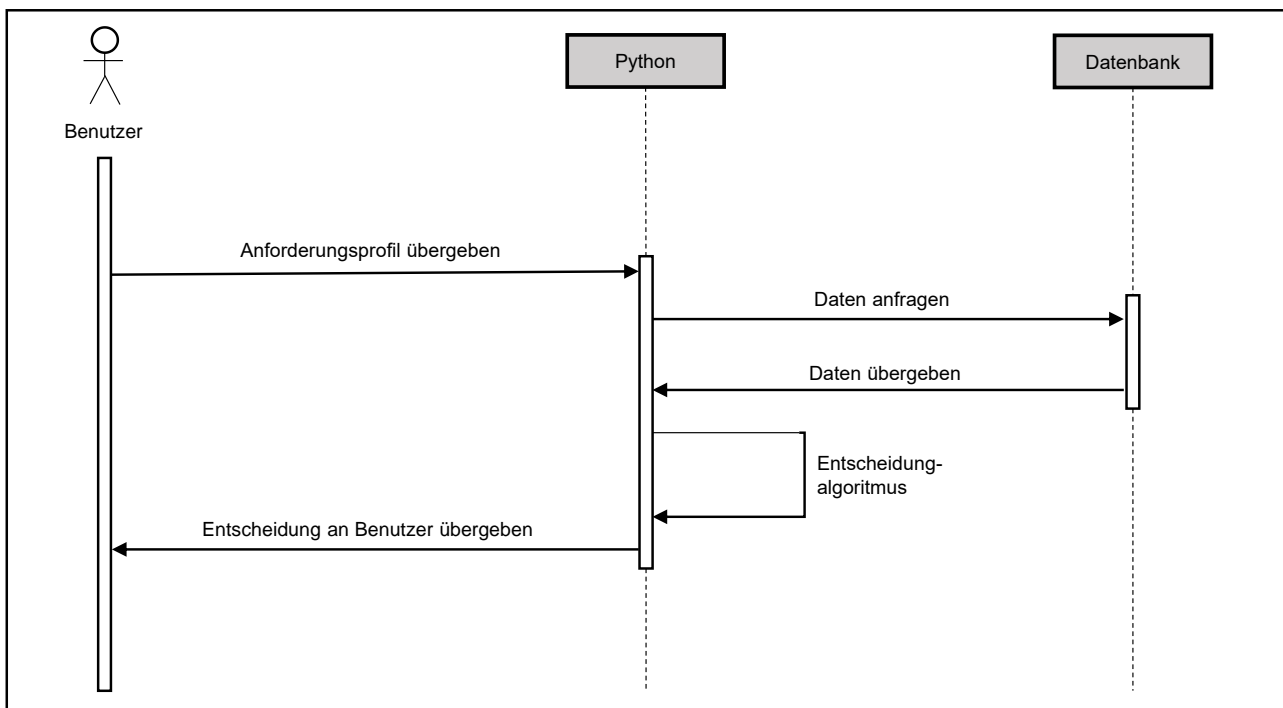 Python
Datenbank
Benutzer
Anforderungsprofil übergeben
Daten anfragen
Daten übergeben
Entscheidung-
algoritmus
Entscheidung an Benutzer übergeben